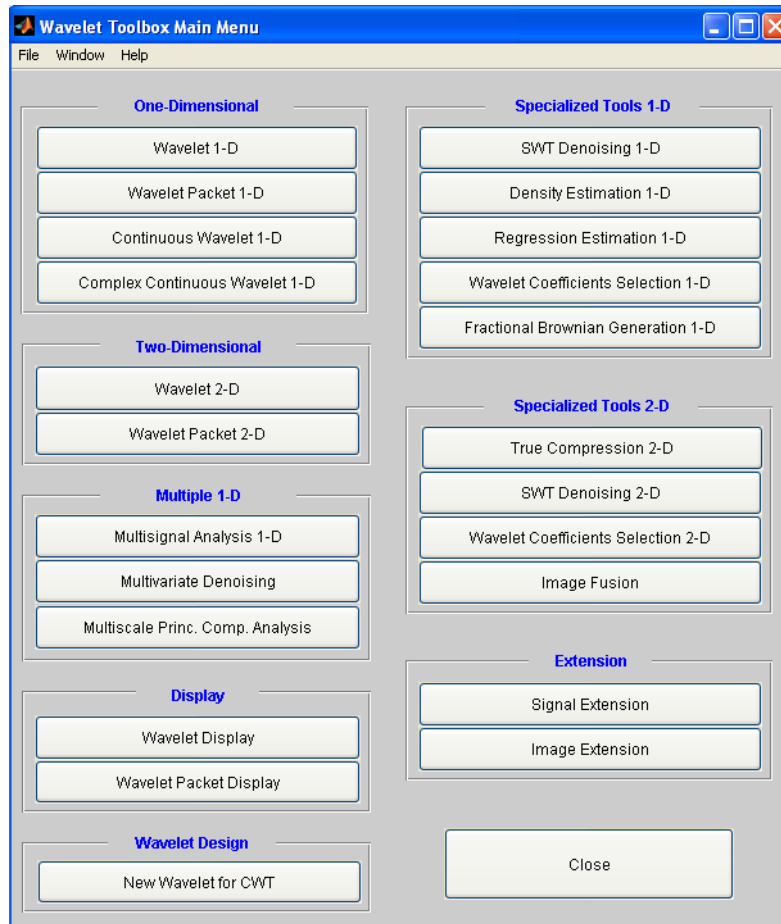 Wavelet Toolbox Main Menu
File Window Help
One-Dimensional
Wavelet 1-D
Wavelet Packet 1-D
Continuous Wavelet 1-D
Complex Continuous Wavelet 1-D
Two-Dimensional
Wavelet 2-D
Wavelet Packet 2-D
Multiple 1-D
Multisignal Analysis 1-D
Multivariate Denoising
Multiscale Princ. Comp. Analysis
Display
Wavelet Display
Wavelet Packet Display
Wavelet Design
New Wavelet for CWT
Specialized Tools 1-D
SWT Denoising 1-D
Density Estimation 1-D
Regression Estimation 1-D
Wavelet Coefficients Selection 1-D
Fractional Brownian Generation 1-D
Specialized Tools 2-D
True Compression 2-D
SWT Denoising 2-D
Wavelet Coefficients Selection 2-D
Image Fusion
Extension
Signal Extension
Image Extension
Close